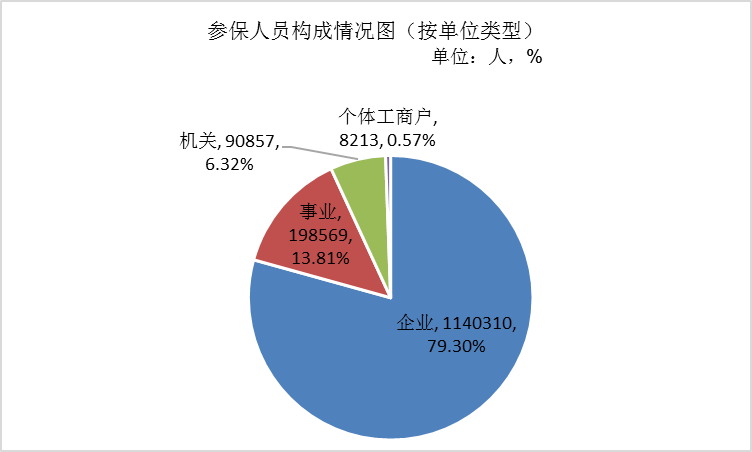 参保人员构成情况图（按单位类型）
单位：人，%
个体工商户,
8213, 0.57%
机关, 90857,
6.32%
事业,
198569,
13.81%
企业, 1140310,
79.30%